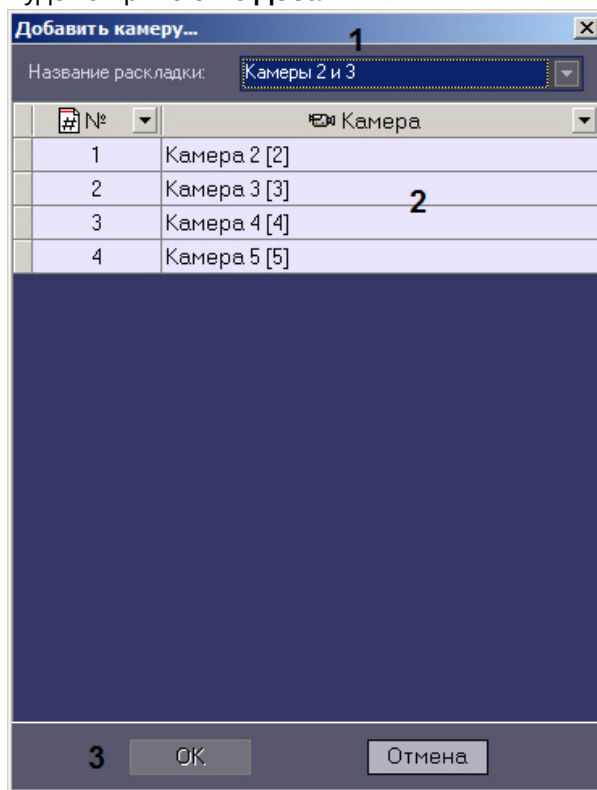 Добавить камеру...
1
Название раскладки: Камеры 2 и 3
№ Камера
1 Камера 2 [2]
2 Камера 3 [3]
2
3 Камера 4 [4]
4 Камера 5 [5]
3 OK Отмена